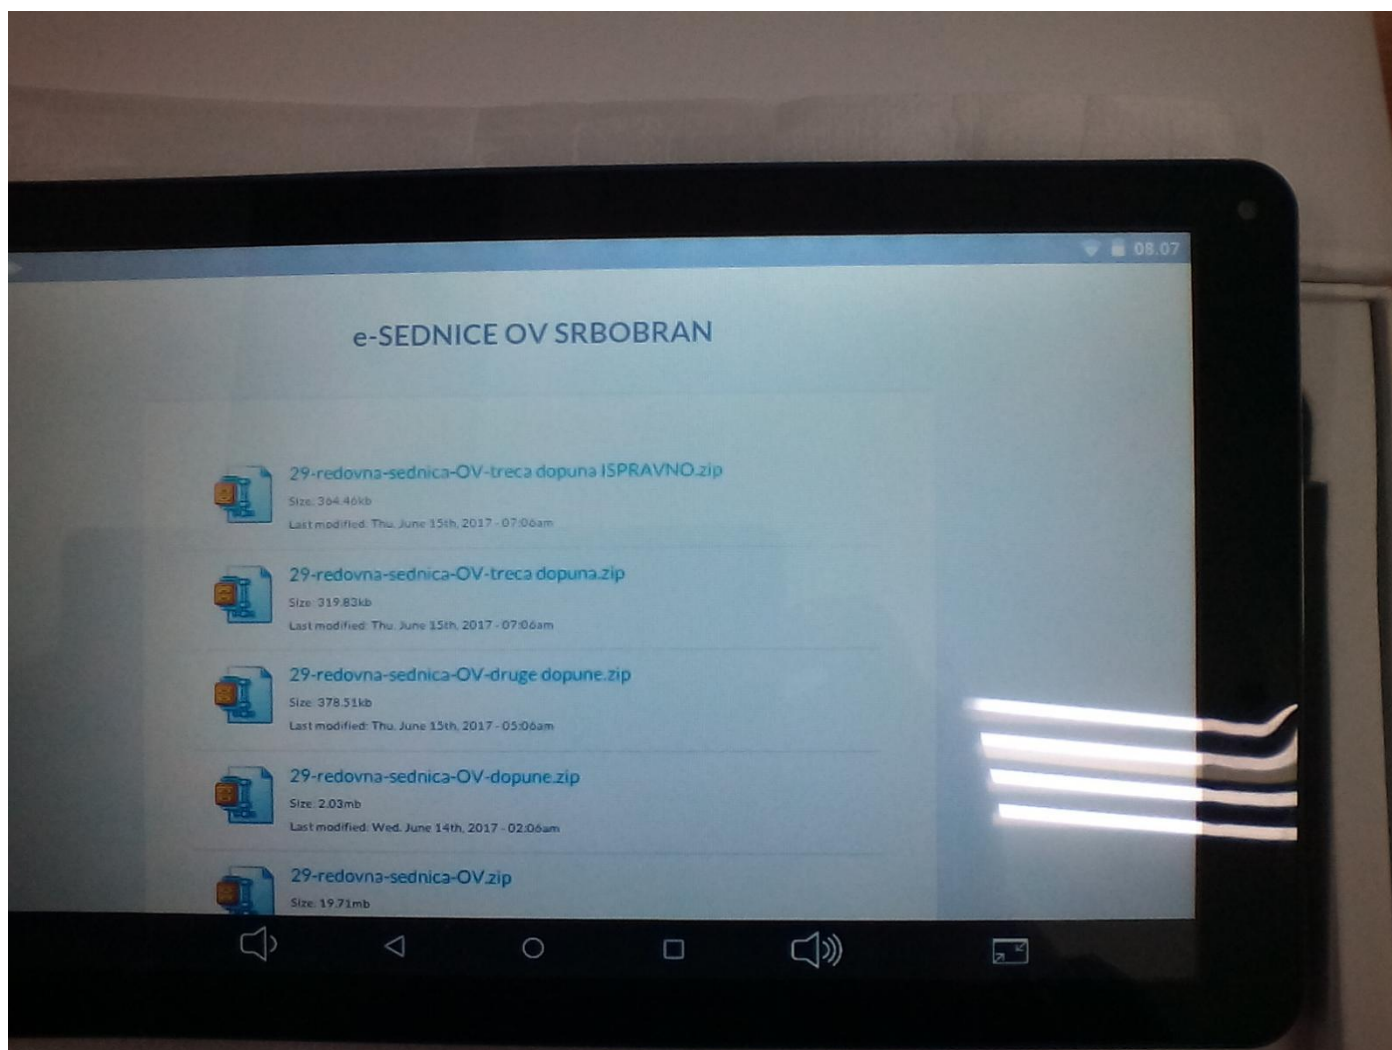 08.07
e-SEDNICE OV SRBOBRAN
29-redovna-sednica-OV-treca dopuna ISPRAVNO.zip
Size: 364.46kb
Last modified: Thu, June 15th, 2017 - 07:06am
29-redovna-sednica-OV-treca dopuna.zip
Size: 319.83kb
Last modified: Thu, June 15th, 2017 - 07:06am
29-redovna-sednica-OV-druge dopune.zip
Size: 378.51kb
Last modified: Thu, June 15th, 2017 - 05:06am
29-redovna-sednica-OV-dopune.zip
Size: 2.03mb
Last modified: Wed, June 14th, 2017 - 02:06am
29-redovna-sednica-OV.zip
Size: 19.71mb